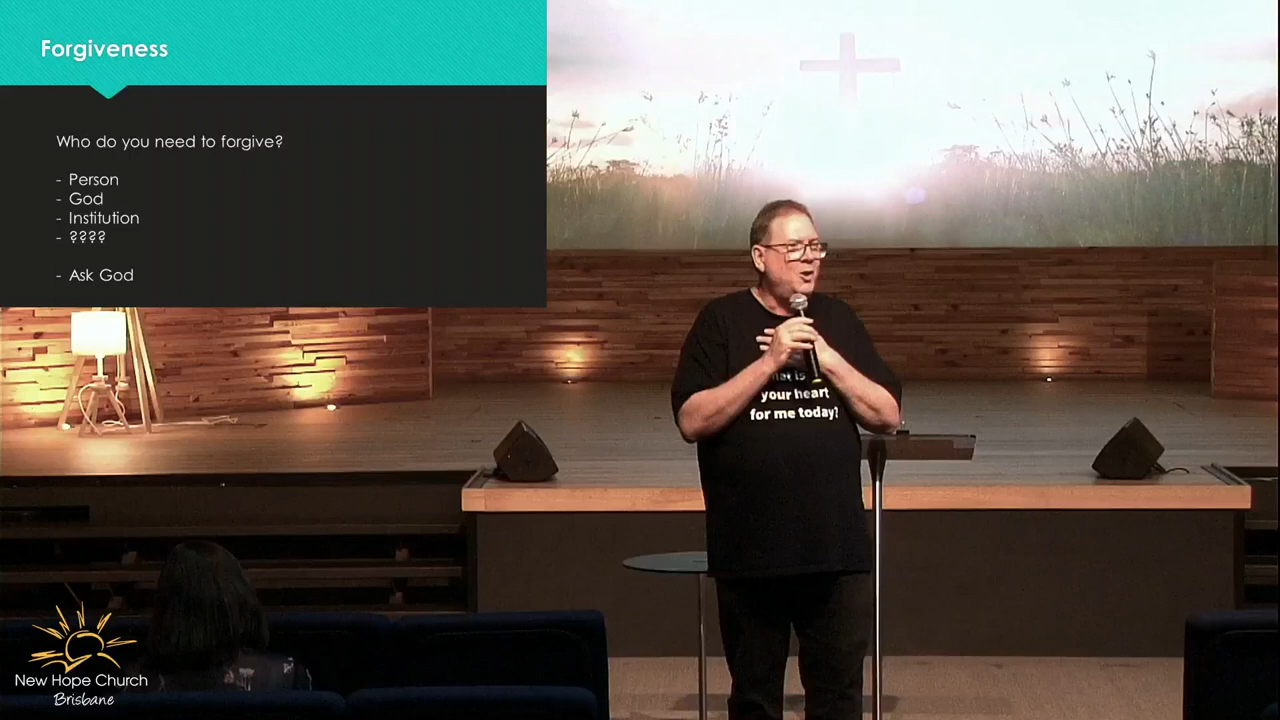 Forgiveness
Who do you need to forgive?
- Person
- God
- Institution
- ????
- Ask God
is
your heart
for me today?
New Hope Church
Brisbane